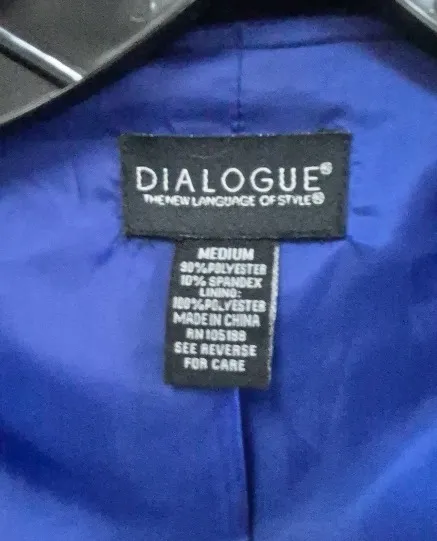 DIALOGUE®
THE NEW LANGUAGE OF STYLE®
MEDIUM
90% POLYESTER
10% SPANDEX
LINING:
100% POLYESTER
MADE IN CHINA
RN 105188
SEE REVERSE
FOR CARE